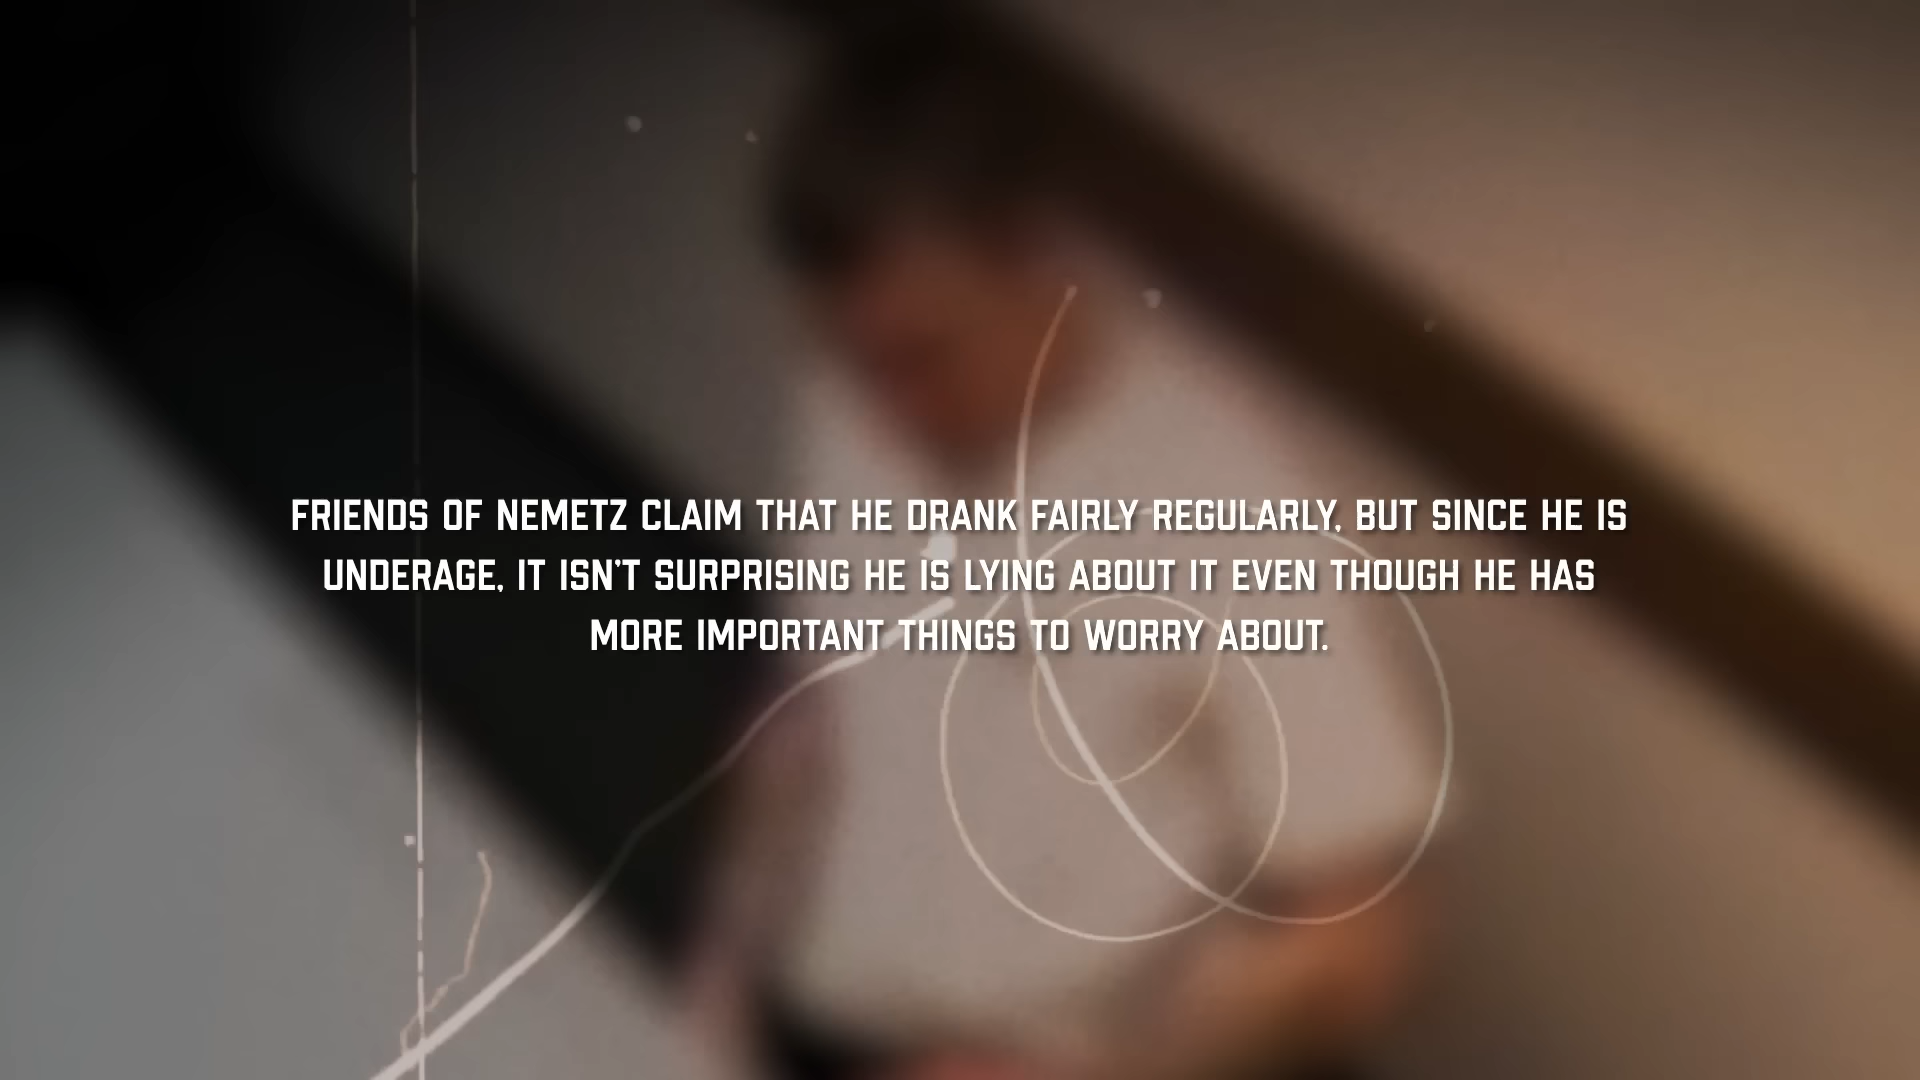 FRIENDS OF NEMETZ CLAIM THAT HE DRANK FAIRLY REGULARLY, BUT SINCE HE IS
UNDERAGE, IT ISN'T SURPRISING HE IS LYING ABOUT IT EVEN THOUGH HE HAS
MORE IMPORTANT THINGS TO WORRY ABOUT.